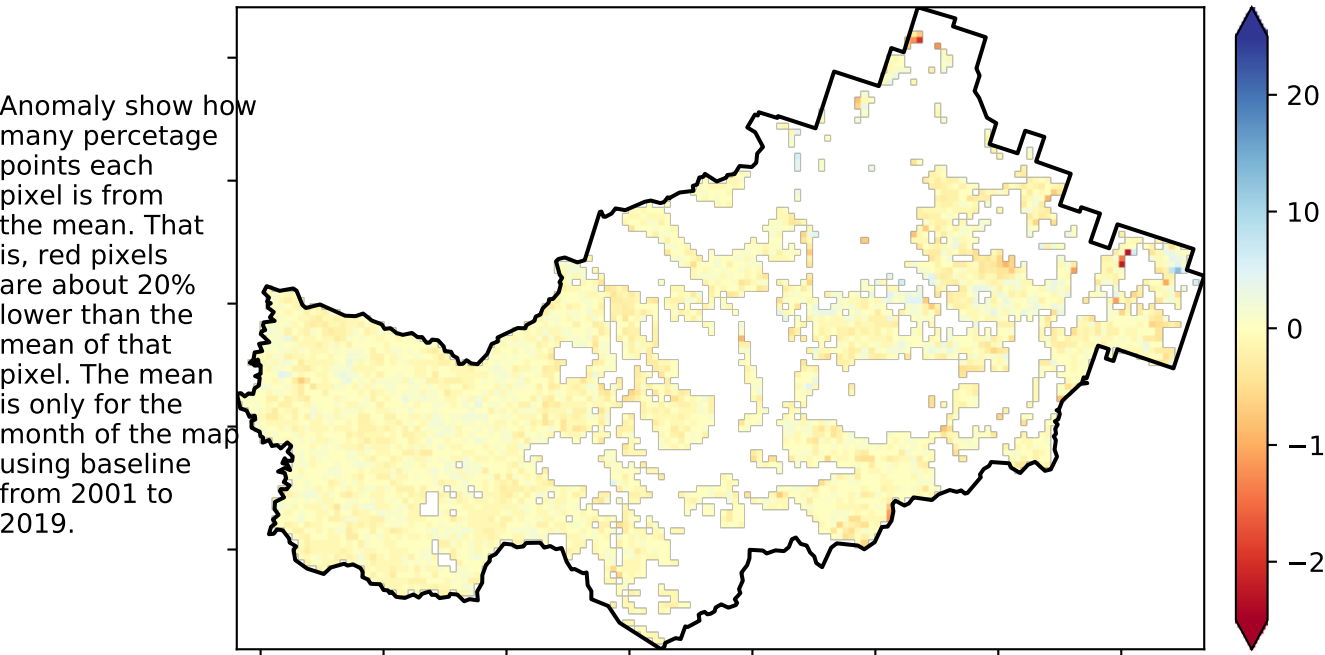 Anomaly show how
many percetage
points each
pixel is from
the mean. That
is, red pixels
are about 20%
lower than the
mean of that
pixel. The mean
is only for the
month of the map
using baseline
from 2001 to
2019.
20
10
0
−1
−2